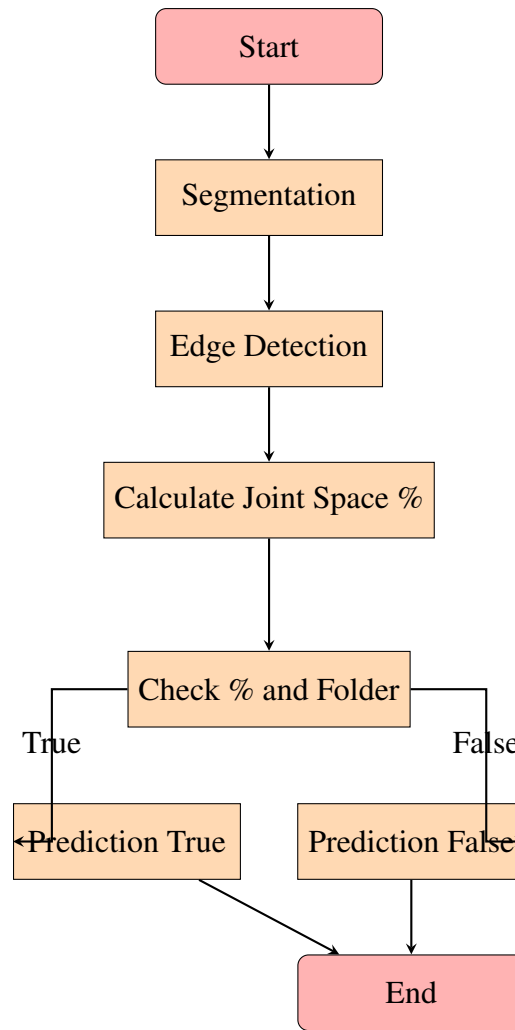 Start
Segmentation
Edge Detection
Calculate Joint Space %
Check % and Folder
True
False
Prediction True
Prediction False
End